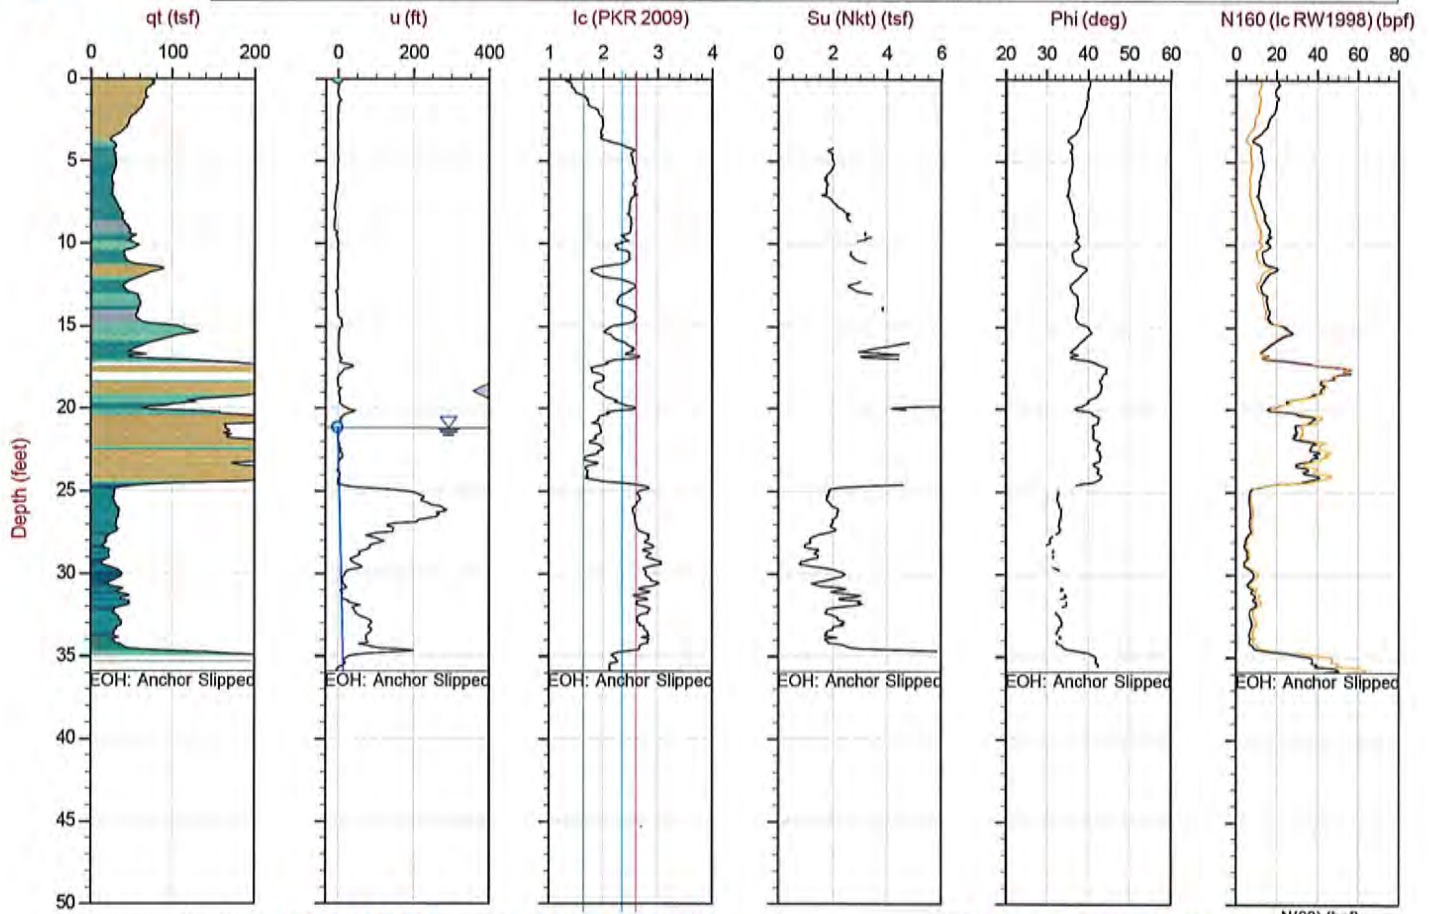 qt (tsf) u (ft) Ic (PKR 2009) Su (Nkt) (tsf) Phi (deg) N160 (Ic RW1998) (bpf)
0 100 200 0 200 400 1 2 3 4 0 2 4 6 20 30 40 50 60 0 20 40 60 80
0
5
10
15
20
25
30
35
EOH: Anchor Slipped EOH: Anchor Slipped EOH: Anchor Slipped EOH: Anchor Slipped EOH: Anchor Slipped EOH: Anchor Slipped
40
45
50
Depth (feet)